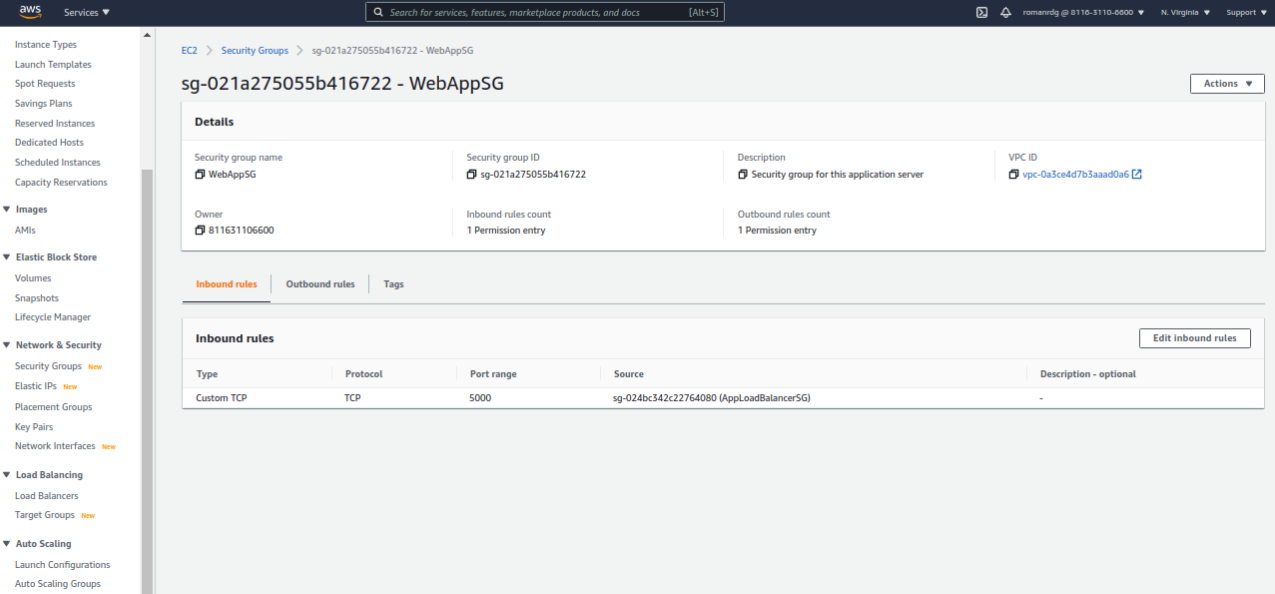 aws Services Search for services, features, marketplace products, and docs [Alt+S] romanrdg @ 8116-3110-6600 N. Virginia Support
Instance Types
Launch Templates
Spot Requests
Savings Plans
Reserved Instances
Dedicated Hosts
Scheduled Instances
Capacity Reservations
Images
AMIs
Elastic Block Store
Volumes
Snapshots
Lifecycle Manager
Network & Security
Security Groups New
Elastic IPs New
Placement Groups
Key Pairs
Network Interfaces New
Load Balancing
Load Balancers
Target Groups New
Auto Scaling
Launch Configurations
Auto Scaling Groups
EC2 > Security Groups > sg-021a275055b416722 - WebAppSG
sg-021a275055b416722 - WebAppSG
Actions
Details
Security group name Security group ID Description VPC ID
WebAppSG sg-021a275055b416722 Security group for this application server vpc-0a3ce4d7b3aaad0a6
Owner Inbound rules count Outbound rules count
811631106600 1 Permission entry 1 Permission entry
Inbound rules Outbound rules Tags
Inbound rules Edit inbound rules
Type Protocol Port range Source Description - optional
Custom TCP TCP 5000 sg-024bc342c22764080 (AppLoadBalancerSG) -